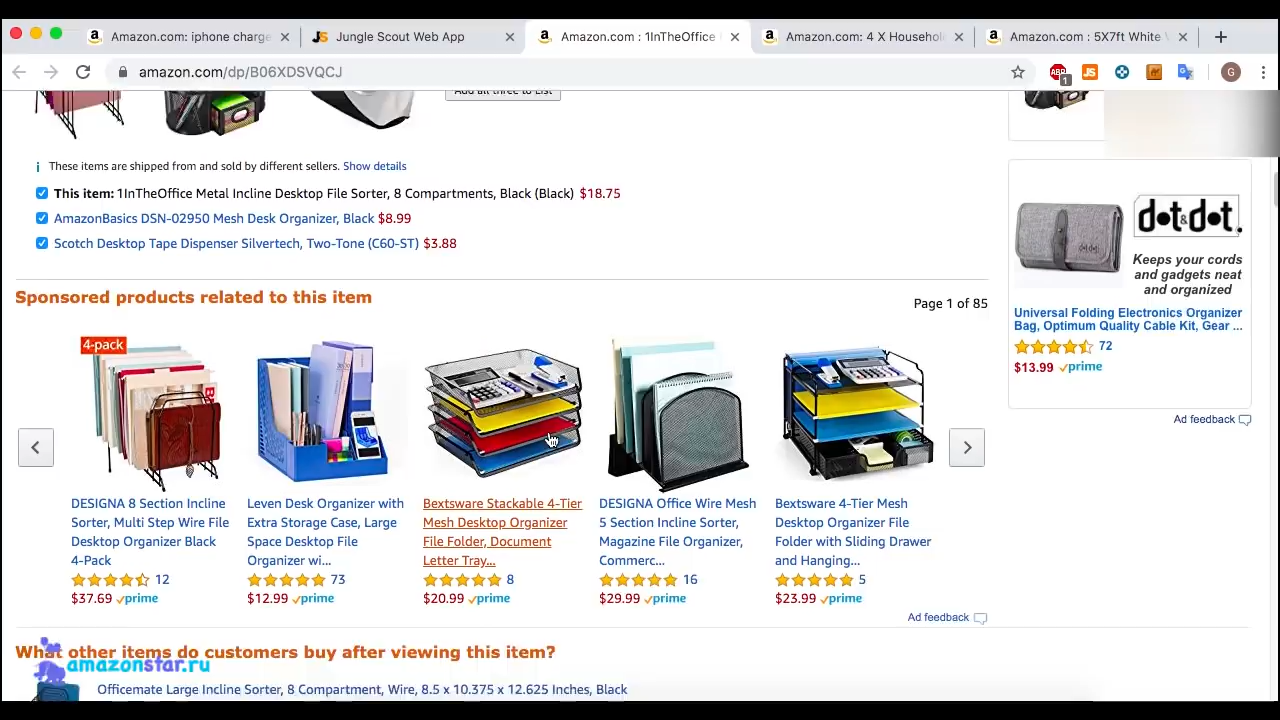 Amazon.com: iphone charge
Jungle Scout Web App
Amazon.com : 1InTheOffice
Amazon.com: 4 X Househol
Amazon.com : 5X7ft White
amazon.com/dp/B06XDSVQCJ
ABP
1
JS
G
Add all three to List
These items are shipped from and sold by different sellers. Show details
This item: 1InTheOffice Metal Incline Desktop File Sorter, 8 Compartments, Black (Black) $18.75
AmazonBasics DSN-02950 Mesh Desk Organizer, Black $8.99
Scotch Desktop Tape Dispenser Silvertech, Two-Tone (C60-ST) $3.88
Sponsored products related to this item
Page 1 of 85
4-pack
DESIGNA 8 Section Incline
Sorter, Multi Step Wire File
Desktop Organizer Black
4-Pack
12
$37.69 prime
Leven Desk Organizer with
Extra Storage Case, Large
Space Desktop File
Organizer wi...
73
$12.99 prime
Bextsware Stackable 4-Tier
Mesh Desktop Organizer
File Folder, Document
Letter Tray...
8
$20.99 prime
DESIGNA Office Wire Mesh
5 Section Incline Sorter,
Magazine File Organizer,
Commerc...
16
$29.99 prime
Bextsware 4-Tier Mesh
Desktop Organizer File
Folder with Sliding Drawer
and Hanging...
5
$23.99 prime
Ad feedback
dot&dot.
Keeps your cords
and gadgets neat
and organized
Universal Folding Electronics Organizer
Bag, Optimum Quality Cable Kit, Gear ...
72
$13.99 prime
Ad feedback
What other items do customers buy after viewing this item?
amazonstar.ru
Officemate Large Incline Sorter, 8 Compartment, Wire, 8.5 x 10.375 x 12.625 Inches, Black